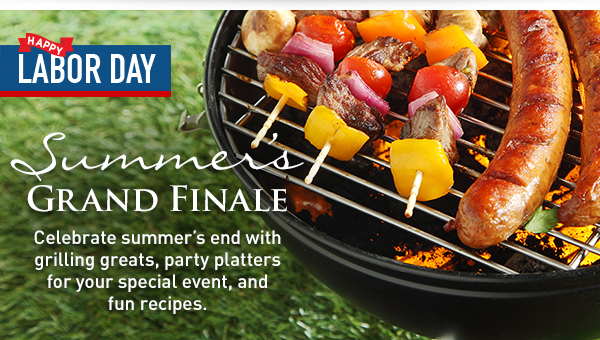 HAPPY
LABOR DAY
Summer's
GRAND FINALE
Celebrate summer's end with
grilling greats, party platters
for your special event, and
fun recipes.